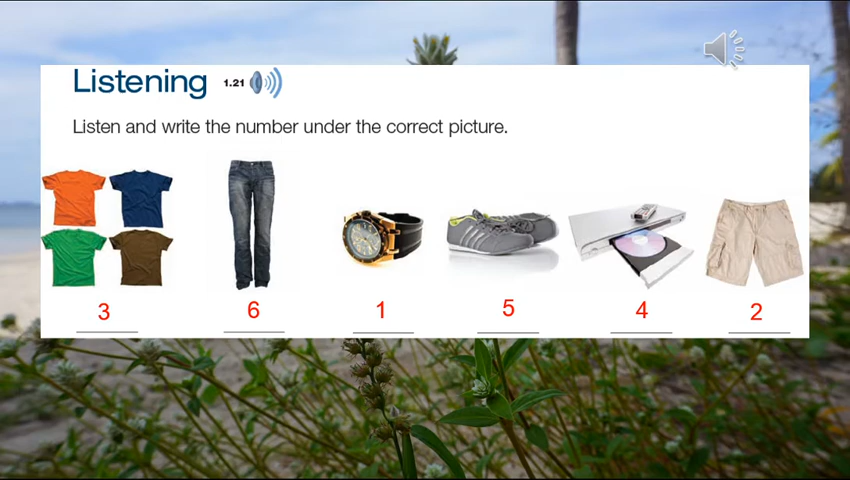 Listening 1.21
Listen and write the number under the correct picture.
3 6 1 5 4 2